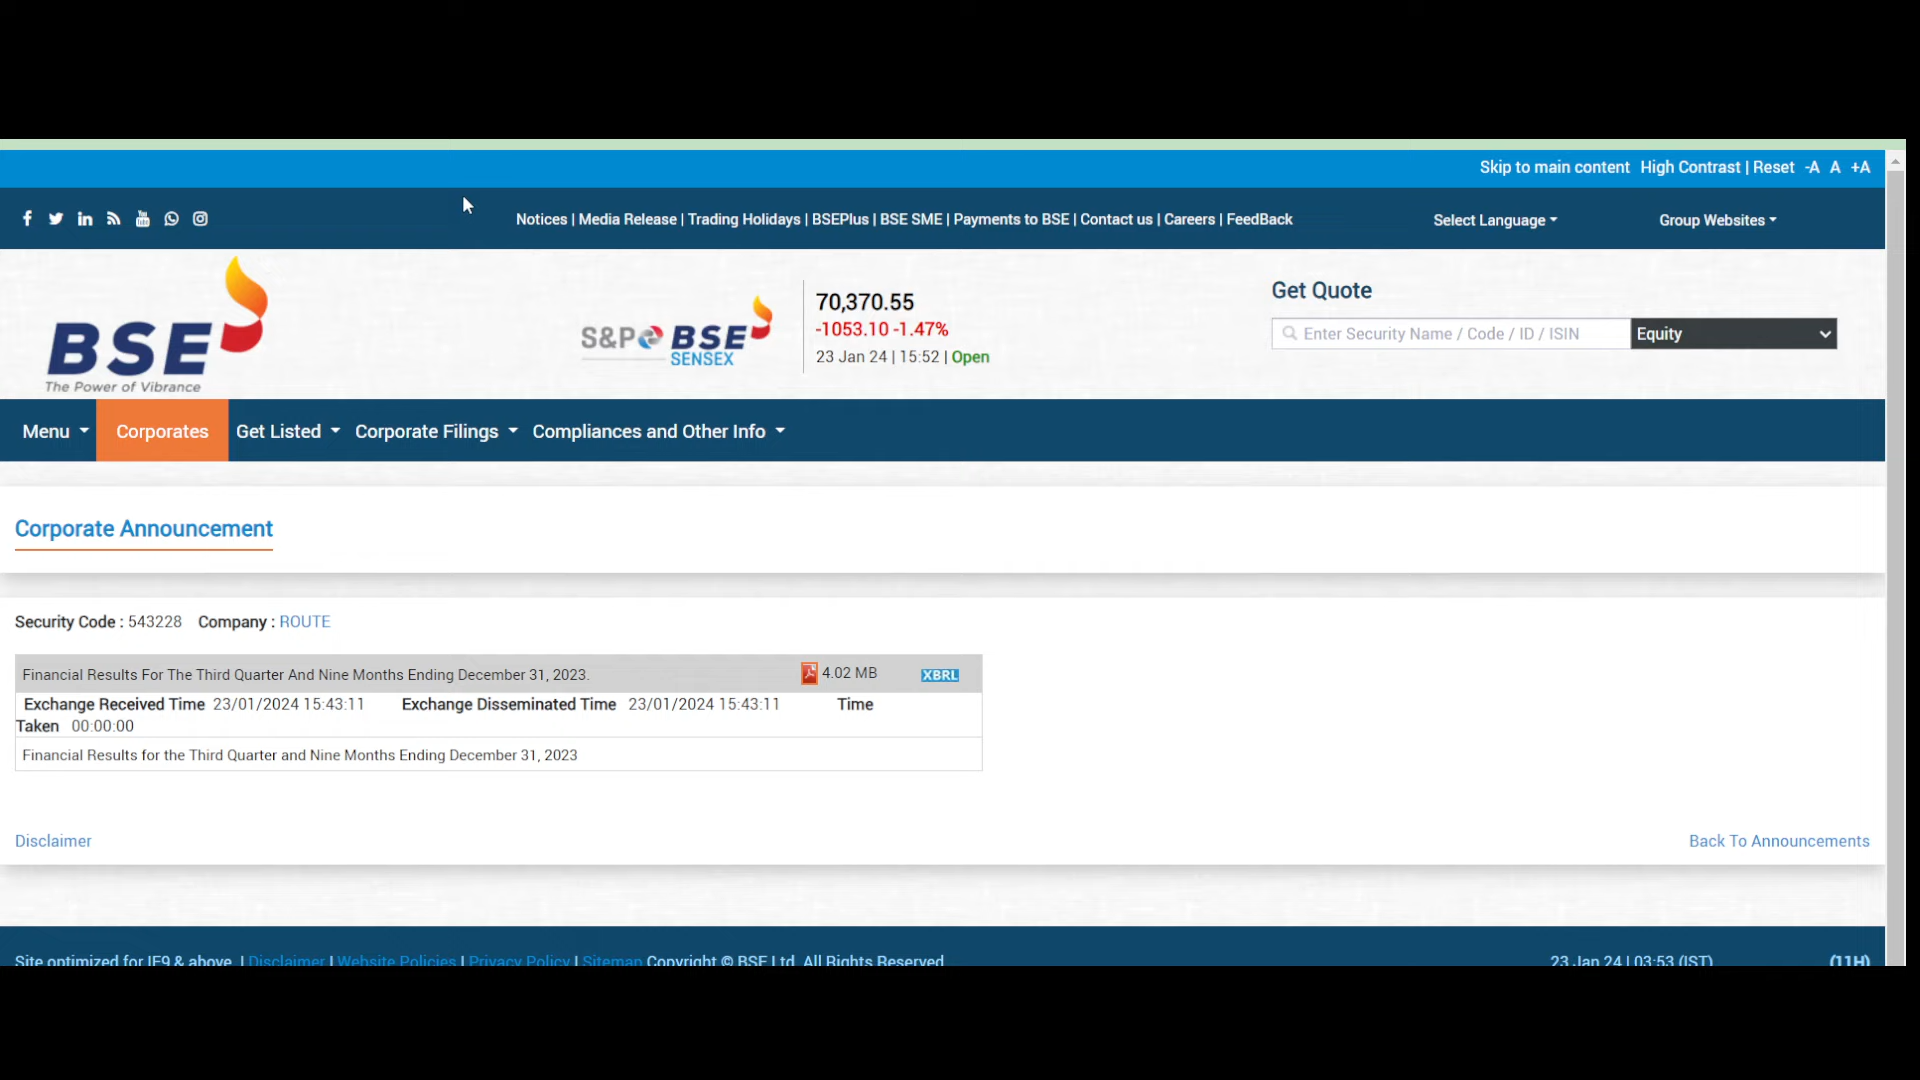 Skip to main content High Contrast | Reset -A A +A
Notices | Media Release | Trading Holidays | BSEPlus | BSE SME | Payments to BSE | Contact us | Careers | FeedBack
Select Language
Group Websites
BSE
The Power of Vibrance
S&P BSE
SENSEX
70,370.55
-1053.10 -1.47%
23 Jan 24 | 15:52 | Open
Get Quote
Enter Security Name / Code / ID / ISIN
Equity
Menu Corporates Get Listed Corporate Filings Compliances and Other Info
Corporate Announcement
Security Code : 543228 Company : ROUTE
Financial Results For The Third Quarter And Nine Months Ending December 31, 2023. 4.02 MB XBRL
Exchange Received Time 23/01/2024 15:43:11 Exchange Disseminated Time 23/01/2024 15:43:11 Time
Taken 00:00:00
Financial Results for the Third Quarter and Nine Months Ending December 31, 2023
Disclaimer
Back To Announcements
Site optimized for IE9 & above. | Disclaimer | Website Policies | Privacy Policy | Sitemap Copyright © BSE Ltd. All Rights Reserved
23 Jan 24 | 03:53 (IST)
(11H)